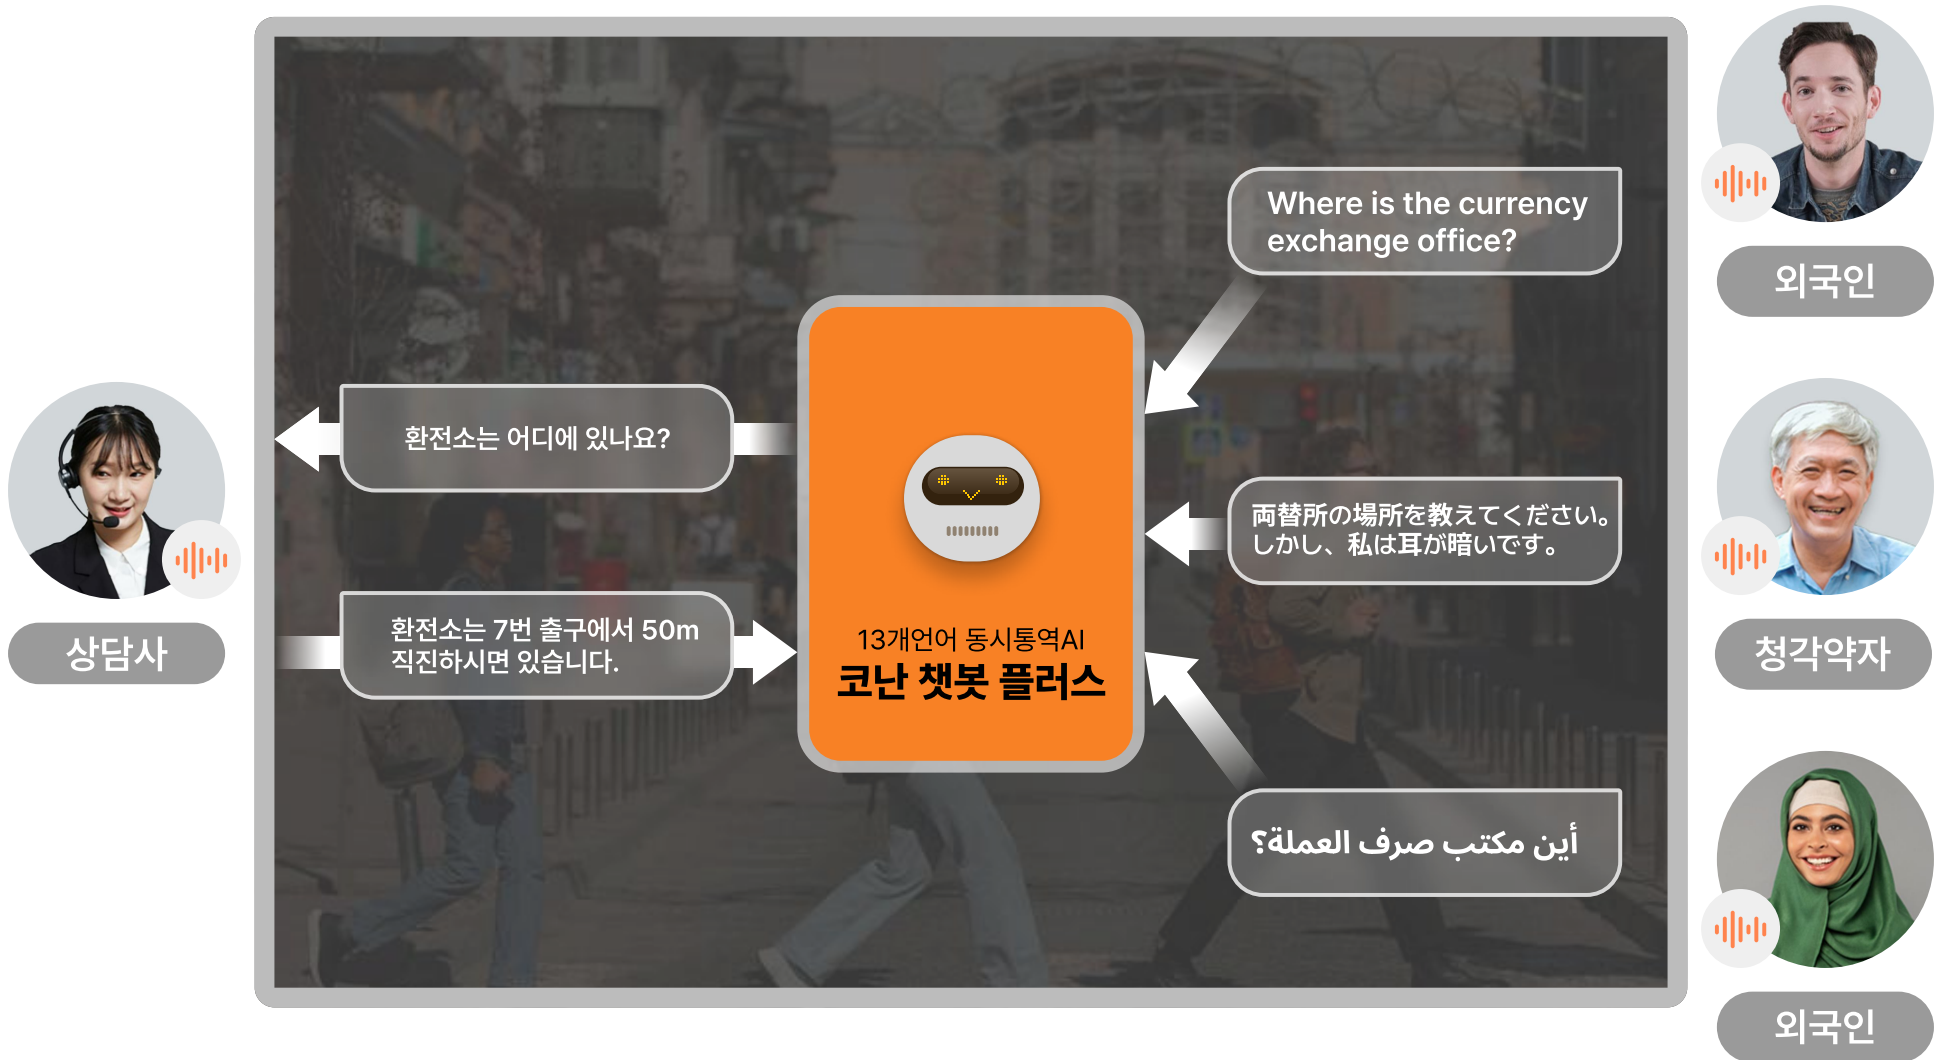 Where is the currency
exchange office?
외국인
환전소는 어디에 있나요?
両替所の場所を教えてください。
しかし、私は耳が暗いです。
상담사
환전소는 7번 출구에서 50m
직진하시면 있습니다.
13개언어 동시통역AI
코난 챗봇 플러스
청각약자
أين مكتب صرف العملة؟
외국인